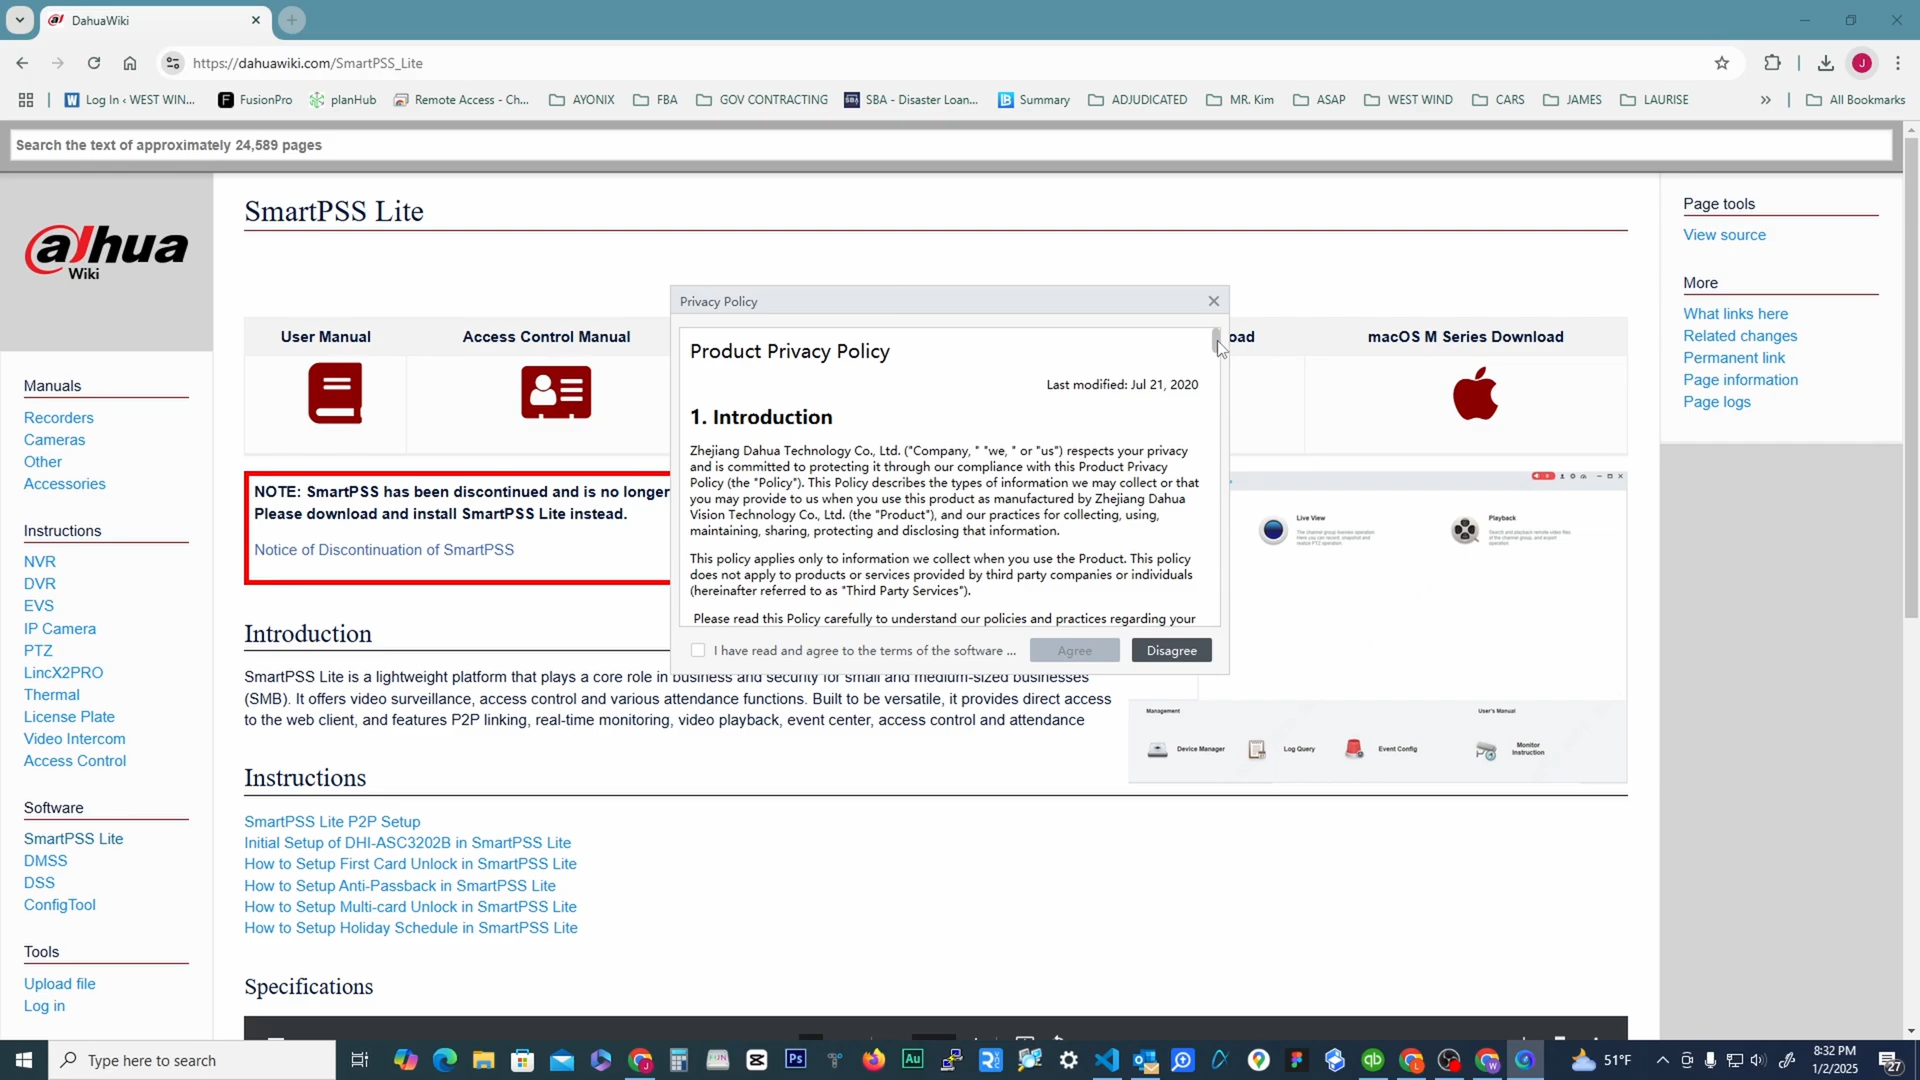 DahuaWiki
https://dahuawiki.com/SmartPSS_Lite
J
Log In ‹ WEST WIN...
FusionPro
planHub
Remote Access - Ch...
AYONIX
FBA
GOV CONTRACTING
SBA - Disaster Loan...
Summary
ADJUDICATED
MR. Kim
ASAP
WEST WIND
CARS
JAMES
LAURISE
»
All Bookmarks
Search the text of approximately 24,589 pages
alhua
Wiki
Manuals
Recorders
Cameras
Other
Accessories
Instructions
NVR
DVR
EVS
IP Camera
PTZ
LincX2PRO
Thermal
License Plate
Video Intercom
Access Control
Software
SmartPSS Lite
DMSS
DSS
ConfigTool
Tools
Upload file
Log in
SmartPSS Lite
User Manual
Access Control Manual
oad
macOS M Series Download
NOTE: SmartPSS has been discontinued and is no longer
Please download and install SmartPSS Lite instead.
Notice of Discontinuation of SmartPSS
Introduction
SmartPSS Lite is a lightweight platform that plays a core role in business and security for small and medium-sized businesses
(SMB). It offers video surveillance, access control and various attendance functions. Built to be versatile, it provides direct access
to the web client, and features P2P linking, real-time monitoring, video playback, event center, access control and attendance
Instructions
SmartPSS Lite P2P Setup
Initial Setup of DHI-ASC3202B in SmartPSS Lite
How to Setup First Card Unlock in SmartPSS Lite
How to Setup Anti-Passback in SmartPSS Lite
How to Setup Multi-card Unlock in SmartPSS Lite
How to Setup Holiday Schedule in SmartPSS Lite
Specifications
Privacy Policy
Product Privacy Policy
Last modified: Jul 21, 2020
1. Introduction
Zhejiang Dahua Technology Co., Ltd. ("Company, " "we, " or "us") respects your privacy
and is committed to protecting it through our compliance with this Product Privacy
Policy (the "Policy"). This Policy describes the types of information we may collect or that
you may provide to us when you use this product as manufactured by Zhejiang Dahua
Vision Technology Co., Ltd. (the "Product"), and our practices for collecting, using,
maintaining, sharing, protecting and disclosing that information.
This policy applies only to information we collect when you use the Product. This policy
does not apply to products or services provided by third party companies or individuals
(hereinafter referred to as "Third Party Services").
Please read this Policy carefully to understand our policies and practices regarding your
I have read and agree to the terms of the software ...
Agree
Disagree
Live View
Playback
Management
User's Manual
Device Manager
Log Query
Event Config
Monitor
Instruction
Page tools
View source
More
What links here
Related changes
Permanent link
Page information
Page logs
Type here to search
51°F
8:32 PM
1/2/2025
27